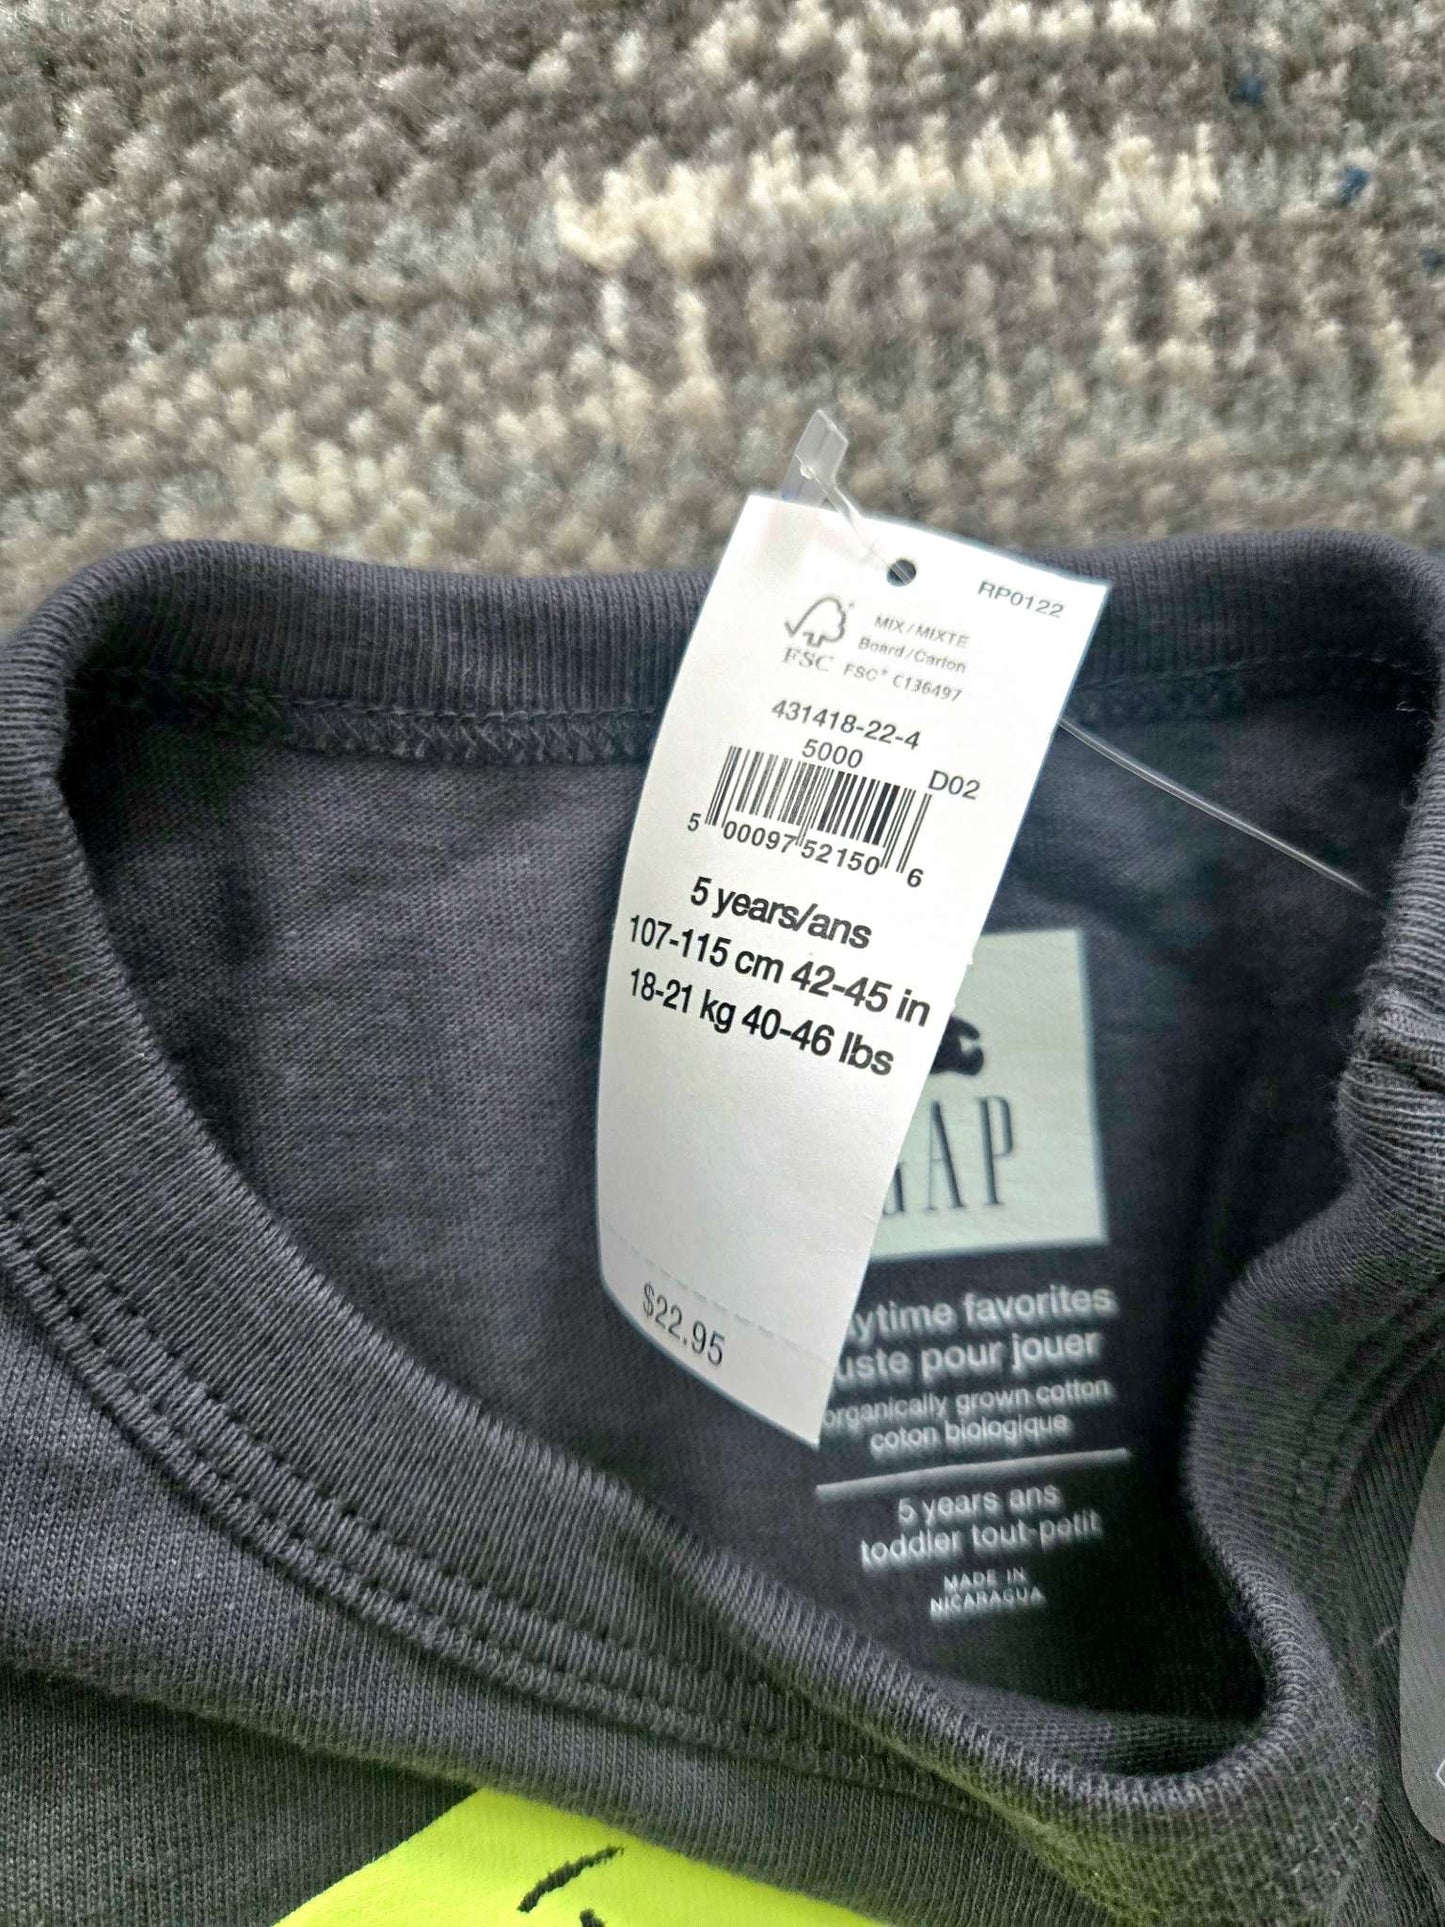 RP0122
MIX/MIXTE
Board/Carton
FSC FSC® C136497
431418-22-4
5000
D02
5 00097 52150 6
5 years/ans
107-115 cm 42-45 in
18-21 kg 40-46 lbs
$22.95
GAP
favorites
pour jouer
organically grown cotton
coton biologique
5 years ans
toddler tout-petit
MADE IN
NICARAGUA